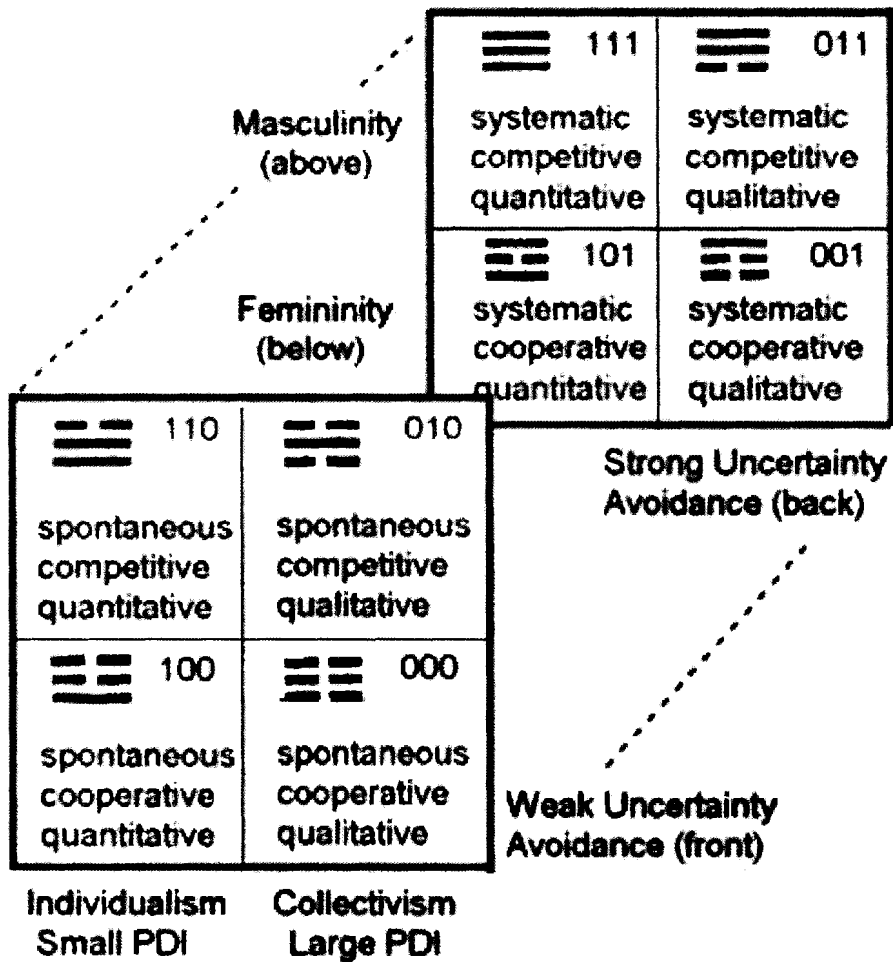 111
systematic
competitive
quantitative
011
systematic
competitive
qualitative
Masculinity
(above)
101
systematic
cooperative
quantitative
001
systematic
cooperative
qualitative
Femininity
(below)
110
spontaneous
competitive
quantitative
010
spontaneous
competitive
qualitative
Strong Uncertainty
Avoidance (back)
100
spontaneous
cooperative
quantitative
000
spontaneous
cooperative
qualitative
Weak Uncertainty
Avoidance (front)
Individualism
Small PDI
Collectivism
Large PDI